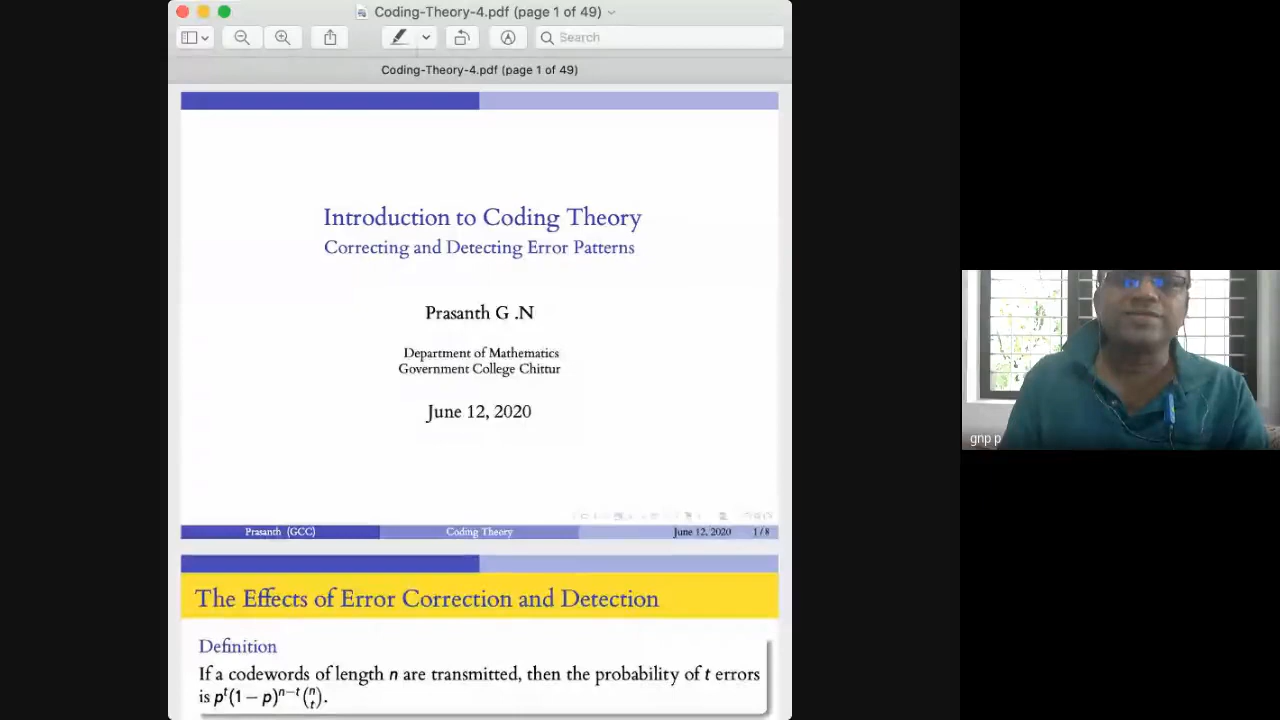 Coding-Theory-4.pdf (page 1 of 49)
Search
Coding-Theory-4.pdf (page 1 of 49)
Introduction to Coding Theory
Correcting and Detecting Error Patterns
Prasanth G .N
Department of Mathematics
Government College Chittur
June 12, 2020
Prasanth (GCC) Coding Theory June 12, 2020 1/8
The Effects of Error Correction and Detection
Definition
If a codewords of length n are transmitted, then the probability of t errors
is pᵗ(1 − p)ⁿ⁻ᵗ(ⁿₜ).
gnp p